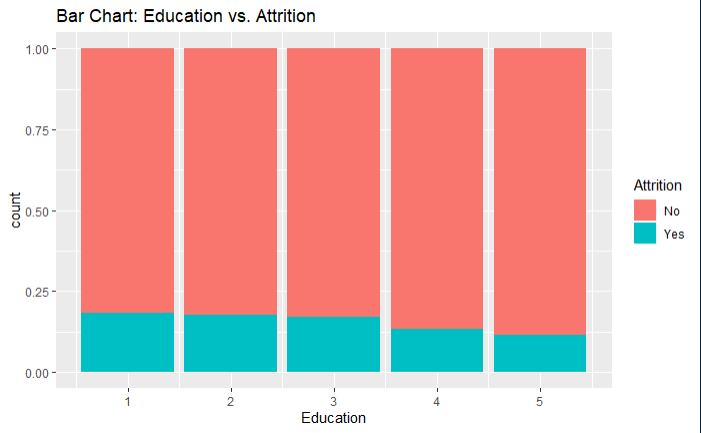 Bar Chart: Education vs. Attrition
1.00
0.75
0.50
0.25
0.00
count
1 2 3 4 5
Education
Attrition
No
Yes